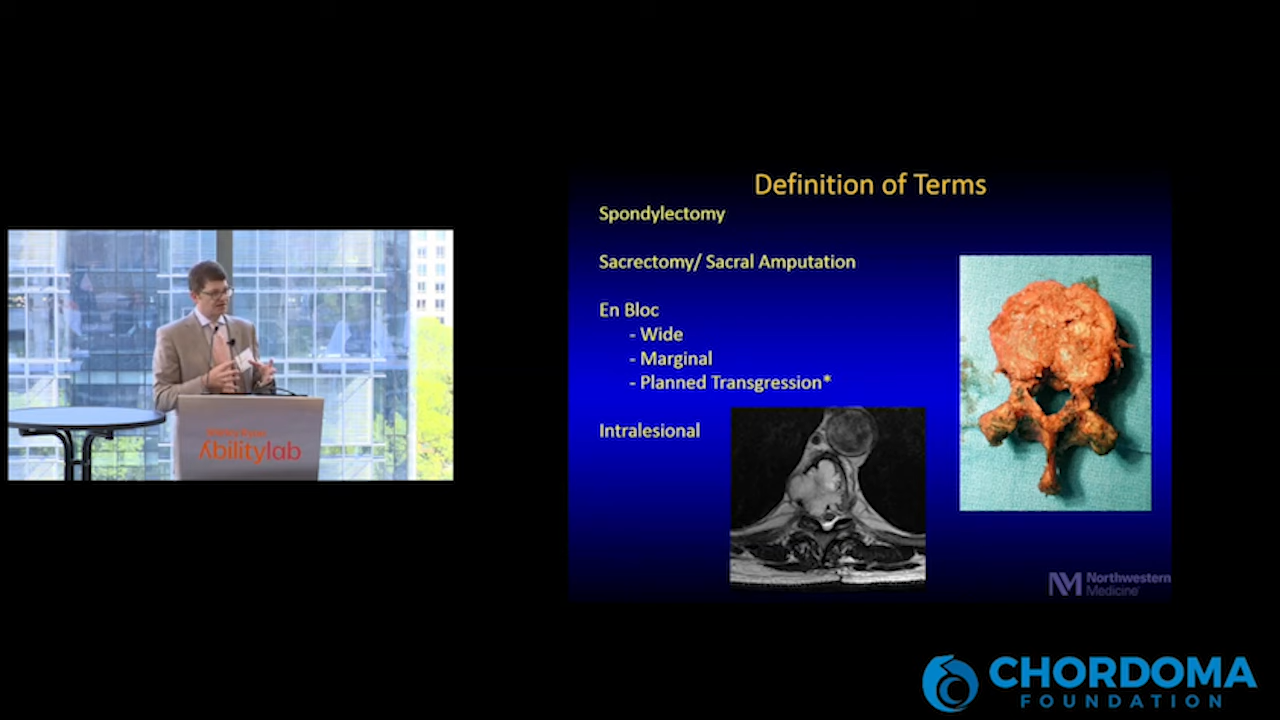 Definition of Terms
Spondylectomy
Sacrectomy/ Sacral Amputation
En Bloc
- Wide
- Marginal
- Planned Transgression*
Intralesional
Abilitylab
NM Northwestern
Medicine
CHORDOMA
FOUNDATION